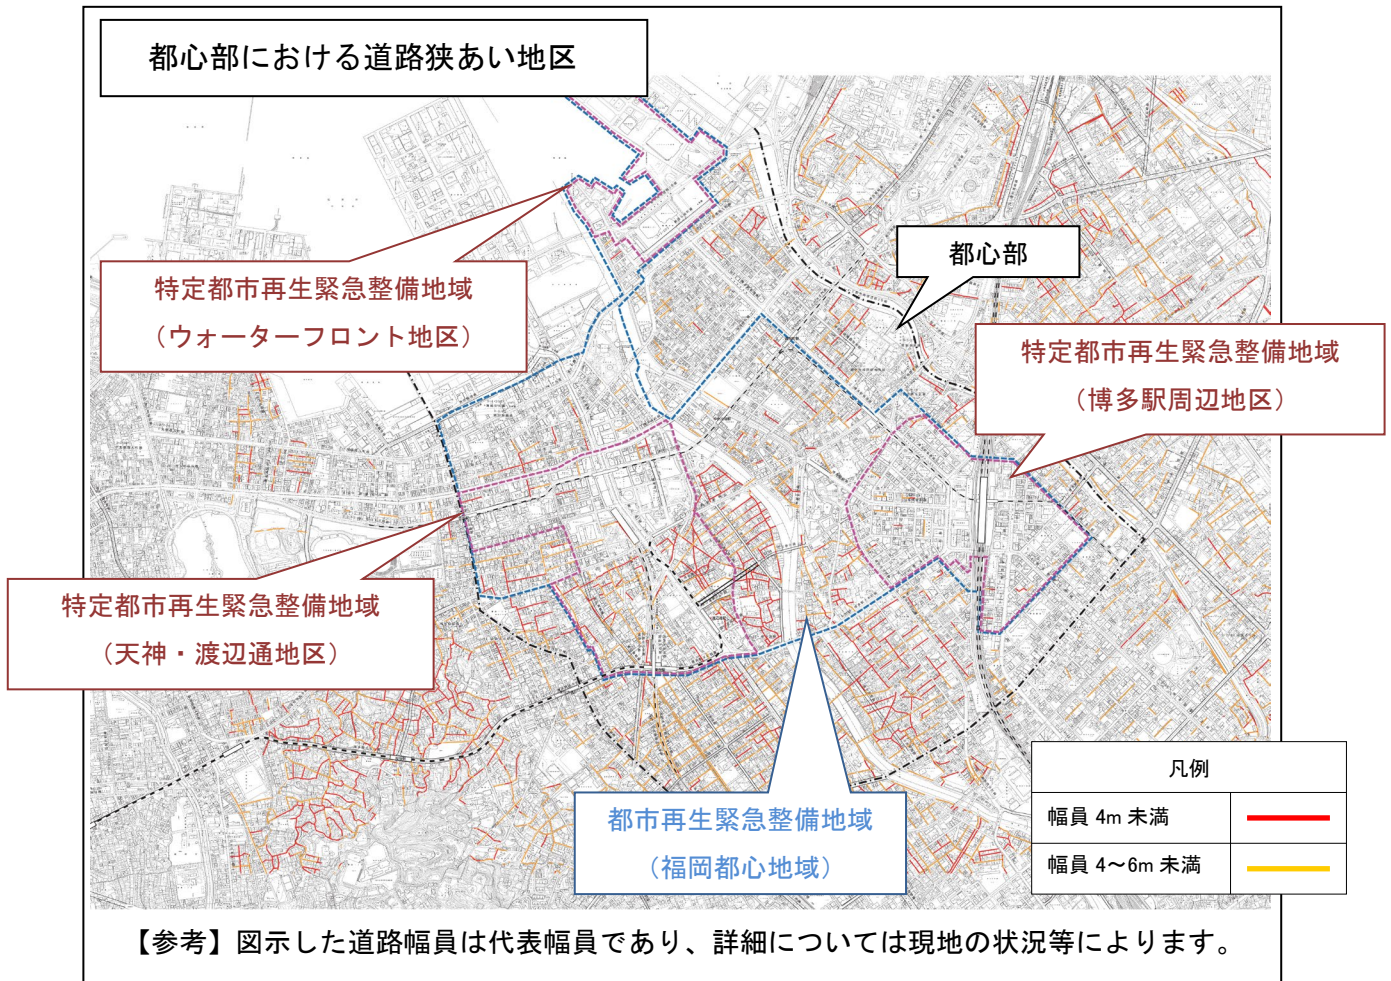 都心部における道路狭あい地区
都心部
特定都市再生緊急整備地域
（ウォーターフロント地区）
特定都市再生緊急整備地域
（博多駅周辺地区）
特定都市再生緊急整備地域
（天神・渡辺通地区）
都市再生緊急整備地域
（福岡都心地域）
凡例
幅員 4m 未満
幅員 4～6m 未満
【参考】図示した道路幅員は代表幅員であり、詳細については現地の状況等によります。